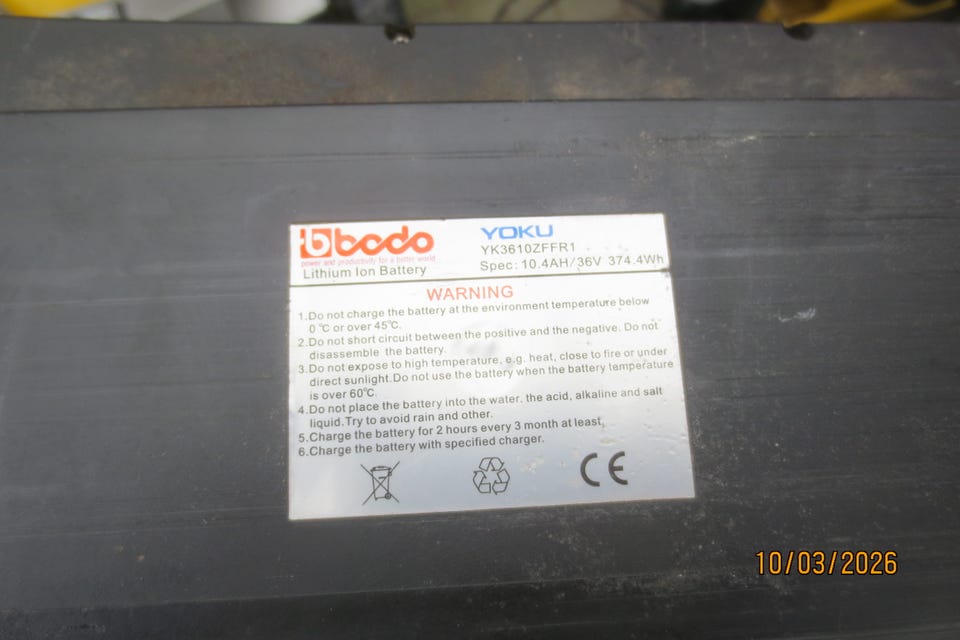 bodo
power and productivity for a better world
Lithium Ion Battery
YOKU
YK3610ZFFR1
Spec: 10.4AH/36V 374.4Wh
WARNING
1.Do not charge the battery at the environment temperature below
0℃ or over 45℃.
2.Do not short circuit between the positive and the negative. Do not
disassemble the battery.
3.Do not expose to high temperature, e.g. heat, close to fire or under
direct sunlight.Do not use the battery when the battery temperature
is over 60℃.
4.Do not place the battery into the water, the acid, alkaline and salt
liquid.Try to avoid rain and other.
5.Charge the battery for 2 hours every 3 month at least,
6.Charge the battery with specified charger.
CE
10/03/2026